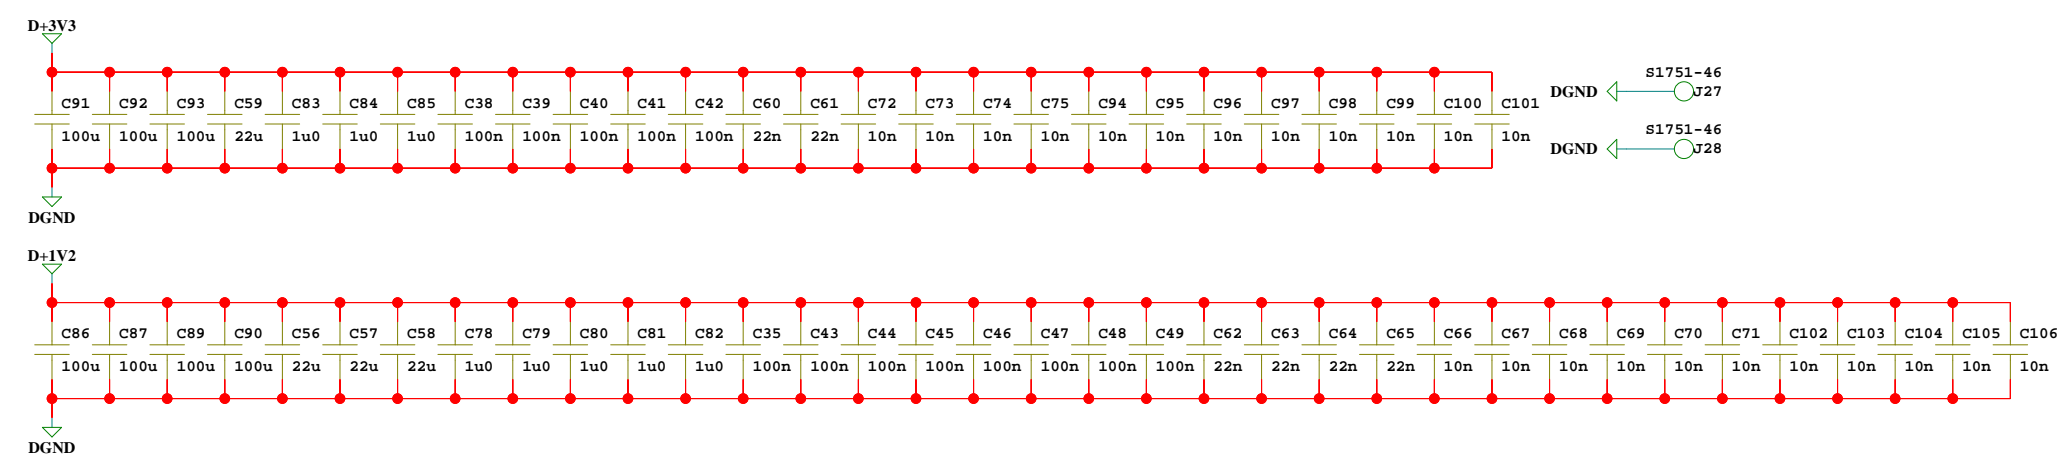 D+3V3
S1751-46
C91 C92 C93 C59 C83 C84 C85 C38 C39 C40 C41 C42 C60 C61 C72 C73 C74 C75 C94 C95 C96 C97 C98 C99 C100 C101 DGND J27
100u 100u 100u 22u 1u0 1u0 1u0 100n 100n 100n 100n 100n 22n 22n 10n 10n 10n 10n 10n 10n 10n 10n 10n 10n 10n 10n
S1751-46
DGND J28
DGND
D+1V2
C86 C87 C89 C90 C56 C57 C58 C78 C79 C80 C81 C82 C35 C43 C44 C45 C46 C47 C48 C49 C62 C63 C64 C65 C66 C67 C68 C69 C70 C71 C102 C103 C104 C105 C106
100u 100u 100u 100u 22u 22u 22u 1u0 1u0 1u0 1u0 1u0 100n 100n 100n 100n 100n 100n 100n 100n 22n 22n 22n 22n 10n 10n 10n 10n 10n 10n 10n 10n 10n 10n 10n
DGND